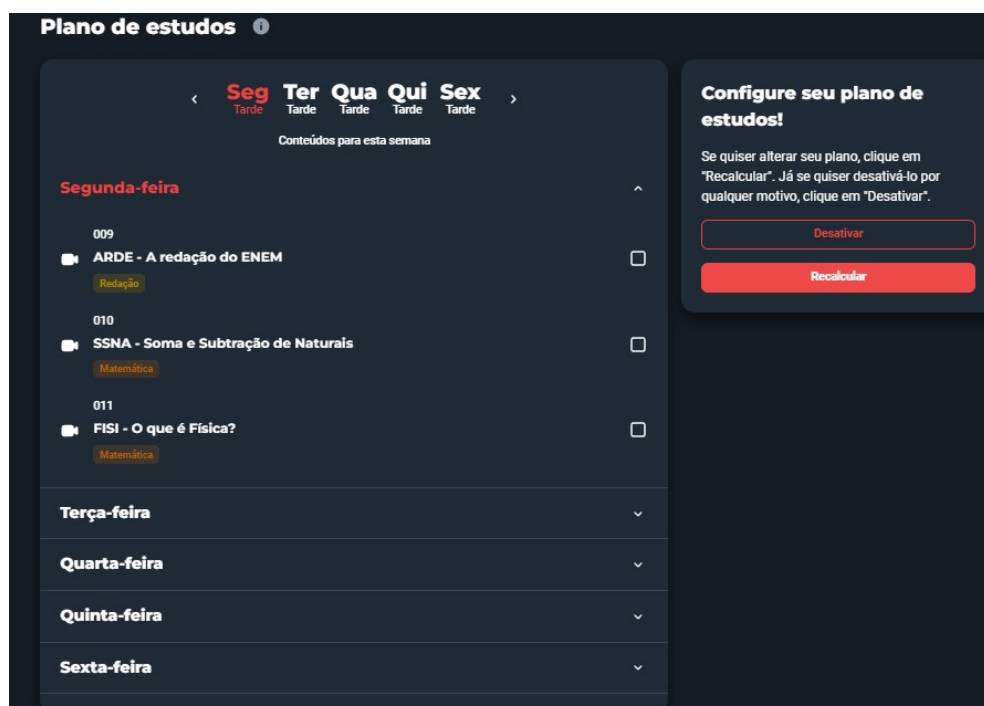 Plano de estudos
Seg Ter Qua Qui Sex
Tarde Tarde Tarde Tarde Tarde
Conteúdos para esta semana
Segunda-feira
009
ARDE - A redação do ENEM
Redação
010
SSNA - Soma e Subtração de Naturais
Matemática
011
FISI - O que é Física?
Matemática
Terça-feira
Quarta-feira
Quinta-feira
Sexta-feira
Configure seu plano de
estudos!
Se quiser alterar seu plano, clique em
"Recalcular". Já se quiser desativá-lo por
qualquer motivo, clique em "Desativar".
Desativar
Recalcular